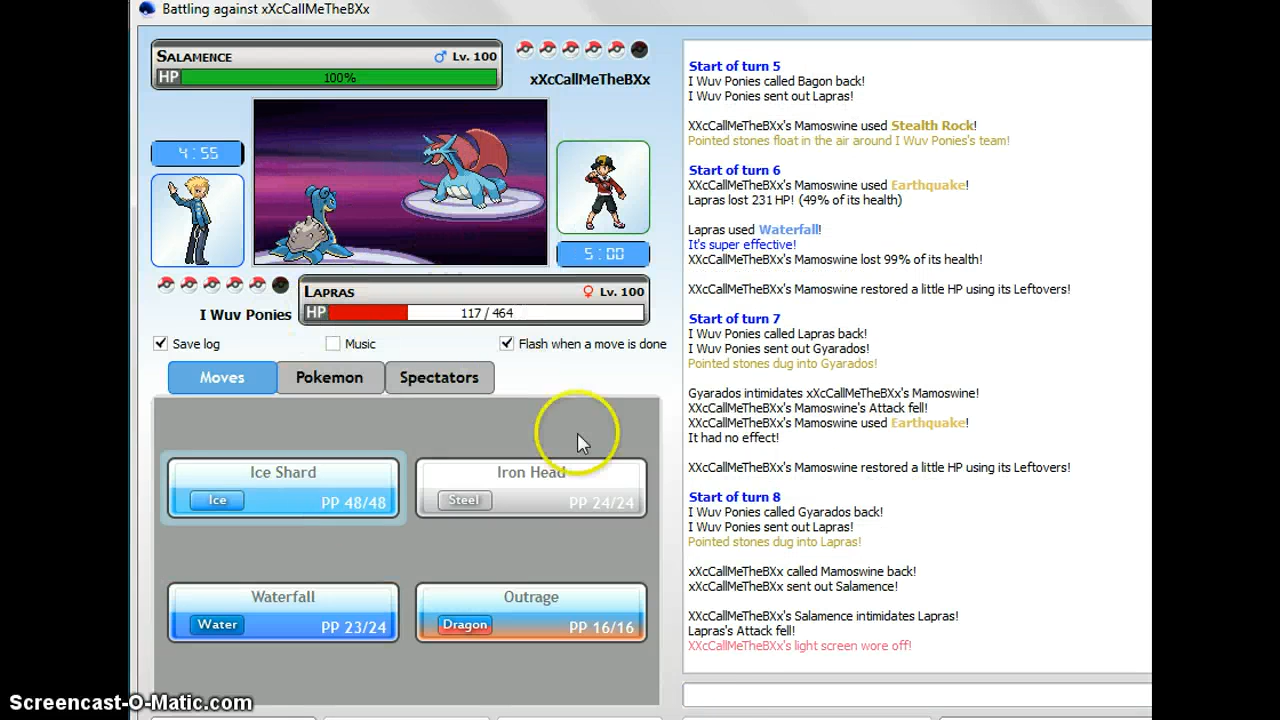 Battling against xXcCallMeTheBXx
SALAMENCE ♂ Lv. 100
HP 100%
xXcCallMeTheBXx
4:55
5:00
LAPRAS ♀ Lv. 100
HP 117 / 464
I Wuv Ponies
Save log
Music
Flash when a move is done
Moves
Pokemon
Spectators
Ice Shard
Ice PP 48/48
Iron Head
Steel PP 24/24
Waterfall
Water PP 23/24
Outrage
Dragon PP 16/16
Start of turn 5
I Wuv Ponies called Bagon back!
I Wuv Ponies sent out Lapras!
XXcCallMeTheBXx's Mamoswine used Stealth Rock!
Pointed stones float in the air around I Wuv Ponies's team!
Start of turn 6
XXcCallMeTheBXx's Mamoswine used Earthquake!
Lapras lost 231 HP! (49% of its health)
Lapras used Waterfall!
It's super effective!
XXcCallMeTheBXx's Mamoswine lost 99% of its health!
XXcCallMeTheBXx's Mamoswine restored a little HP using its Leftovers!
Start of turn 7
I Wuv Ponies called Lapras back!
I Wuv Ponies sent out Gyarados!
Pointed stones dug into Gyarados!
Gyarados intimidates xXcCallMeTheBXx's Mamoswine!
XXcCallMeTheBXx's Mamoswine's Attack fell!
XXcCallMeTheBXx's Mamoswine used Earthquake!
It had no effect!
XXcCallMeTheBXx's Mamoswine restored a little HP using its Leftovers!
Start of turn 8
I Wuv Ponies called Gyarados back!
I Wuv Ponies sent out Lapras!
Pointed stones dug into Lapras!
xXcCallMeTheBXx called Mamoswine back!
xXcCallMeTheBXx sent out Salamence!
XXcCallMeTheBXx's Salamence intimidates Lapras!
Lapras's Attack fell!
XXcCallMeTheBXx's light screen wore off!
Screencast-O-Matic.com